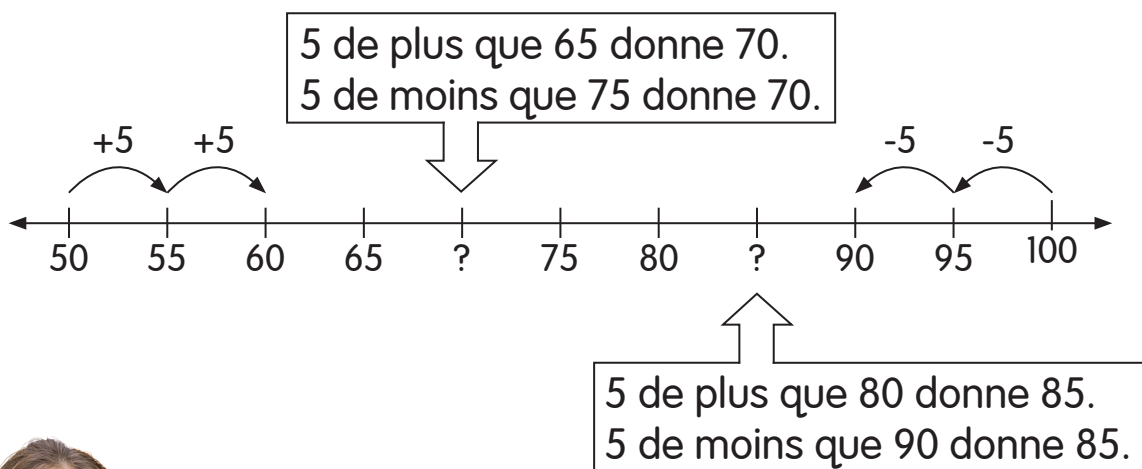 5 de plus que 65 donne 70.
5 de moins que 75 donne 70.
+5 +5 -5 -5
50 55 60 65 ? 75 80 ? 90 95 100
5 de plus que 80 donne 85.
5 de moins que 90 donne 85.